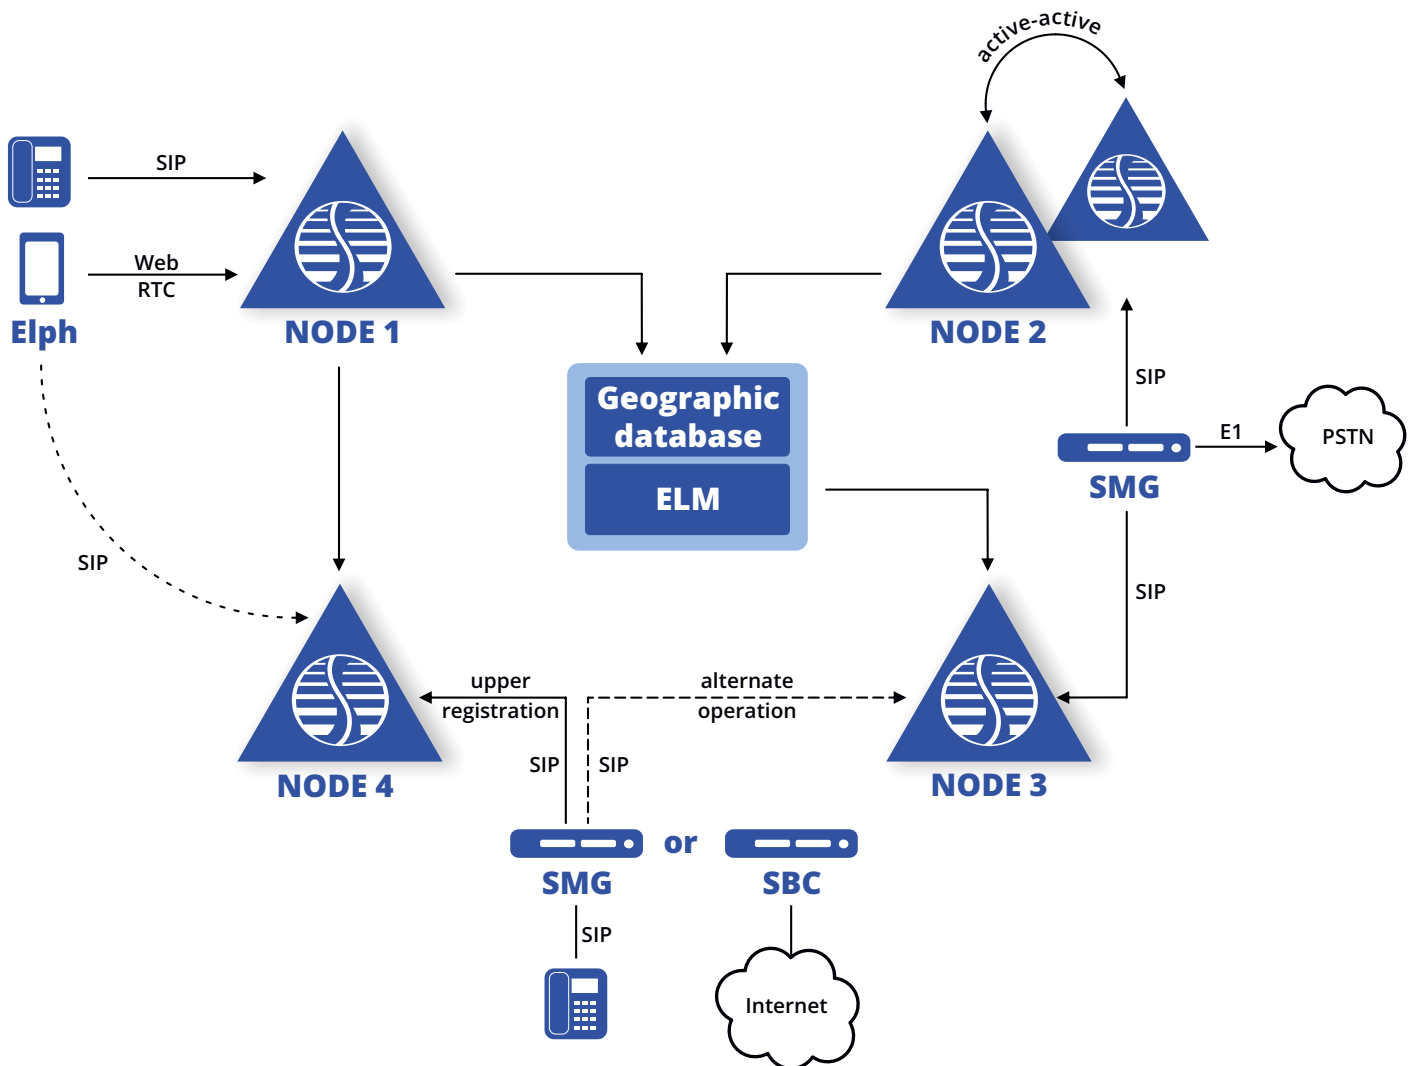 active-active
SIP
Web
RTC
Elph
NODE 1
NODE 2
SIP
Geographic
database
ELM
E1
PSTN
SMG
SIP
SIP
upper
registration
alternate
operation
SIP
SIP
NODE 4
NODE 3
or
SMG
SBC
SIP
Internet